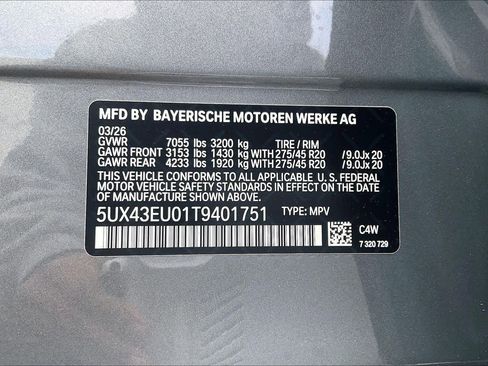 MFD BY BAYERISCHE MOTOREN WERKE AG
03/26
GVWR 7055 lbs 3200 kg TIRE / RIM
GAWR FRONT 3153 lbs 1430 kg WITH 275/45 R20 / 9.0Jx 20
GAWR REAR 4233 lbs 1920 kg WITH 275/45 R20 / 9.0Jx 20
THIS VEHICLE CONFORMS TO ALL APPLICABLE U. S. FEDERAL
MOTOR VEHICLE SAFETY STANDARDS IN EFFECT ON THE DATE
OF MANUFACTURE SHOWN ABOVE.
5UX43EU01T9401751 TYPE: MPV
C4W
7 320 729